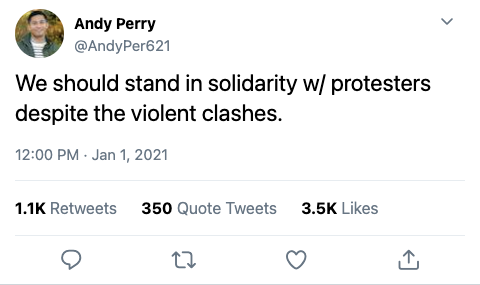 Andy Perry
@AndyPer621
We should stand in solidarity w/ protesters
despite the violent clashes.
12:00 PM · Jan 1, 2021
1.1K Retweets 350 Quote Tweets 3.5K Likes